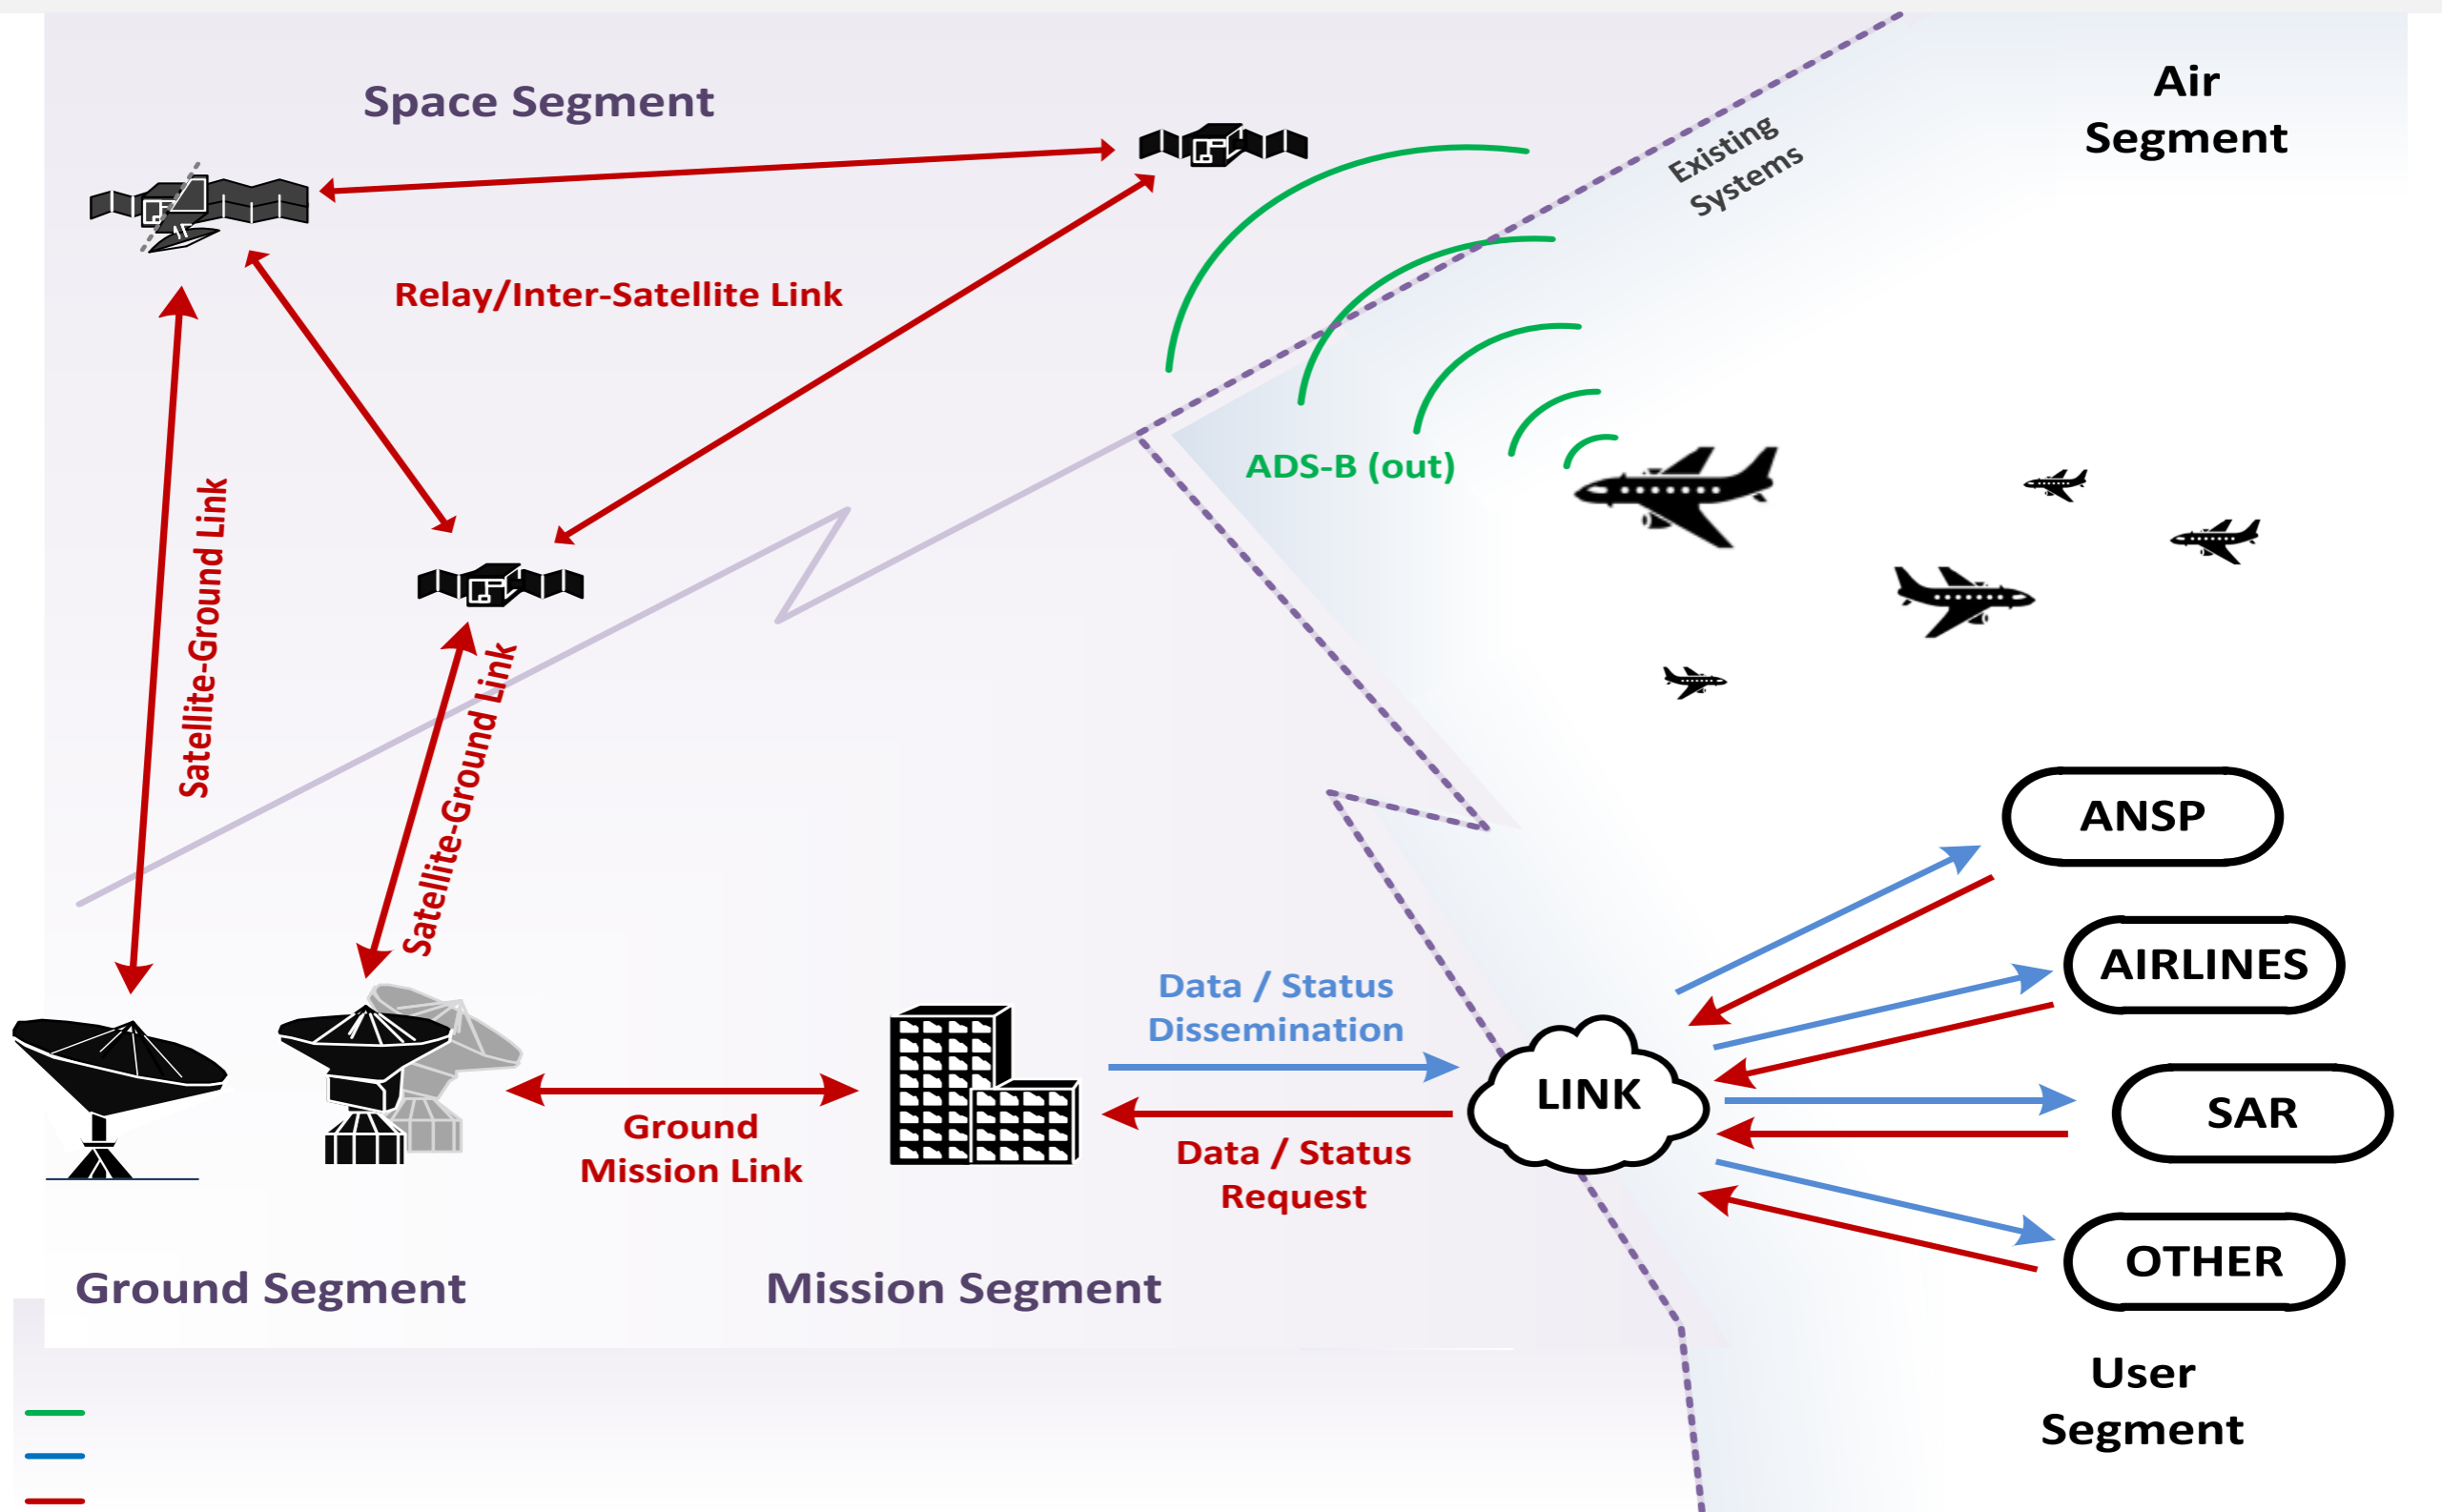 Space Segment
Air
Segment
Existing
Systems
Relay/Inter-Satellite Link
ADS-B (out)
Satellite-Ground Link
Satellite-Ground Link
ANSP
AIRLINES
SAR
OTHER
Data / Status
Dissemination
LINK
Ground
Mission Link
Data / Status
Request
Ground Segment
Mission Segment
User
Segment